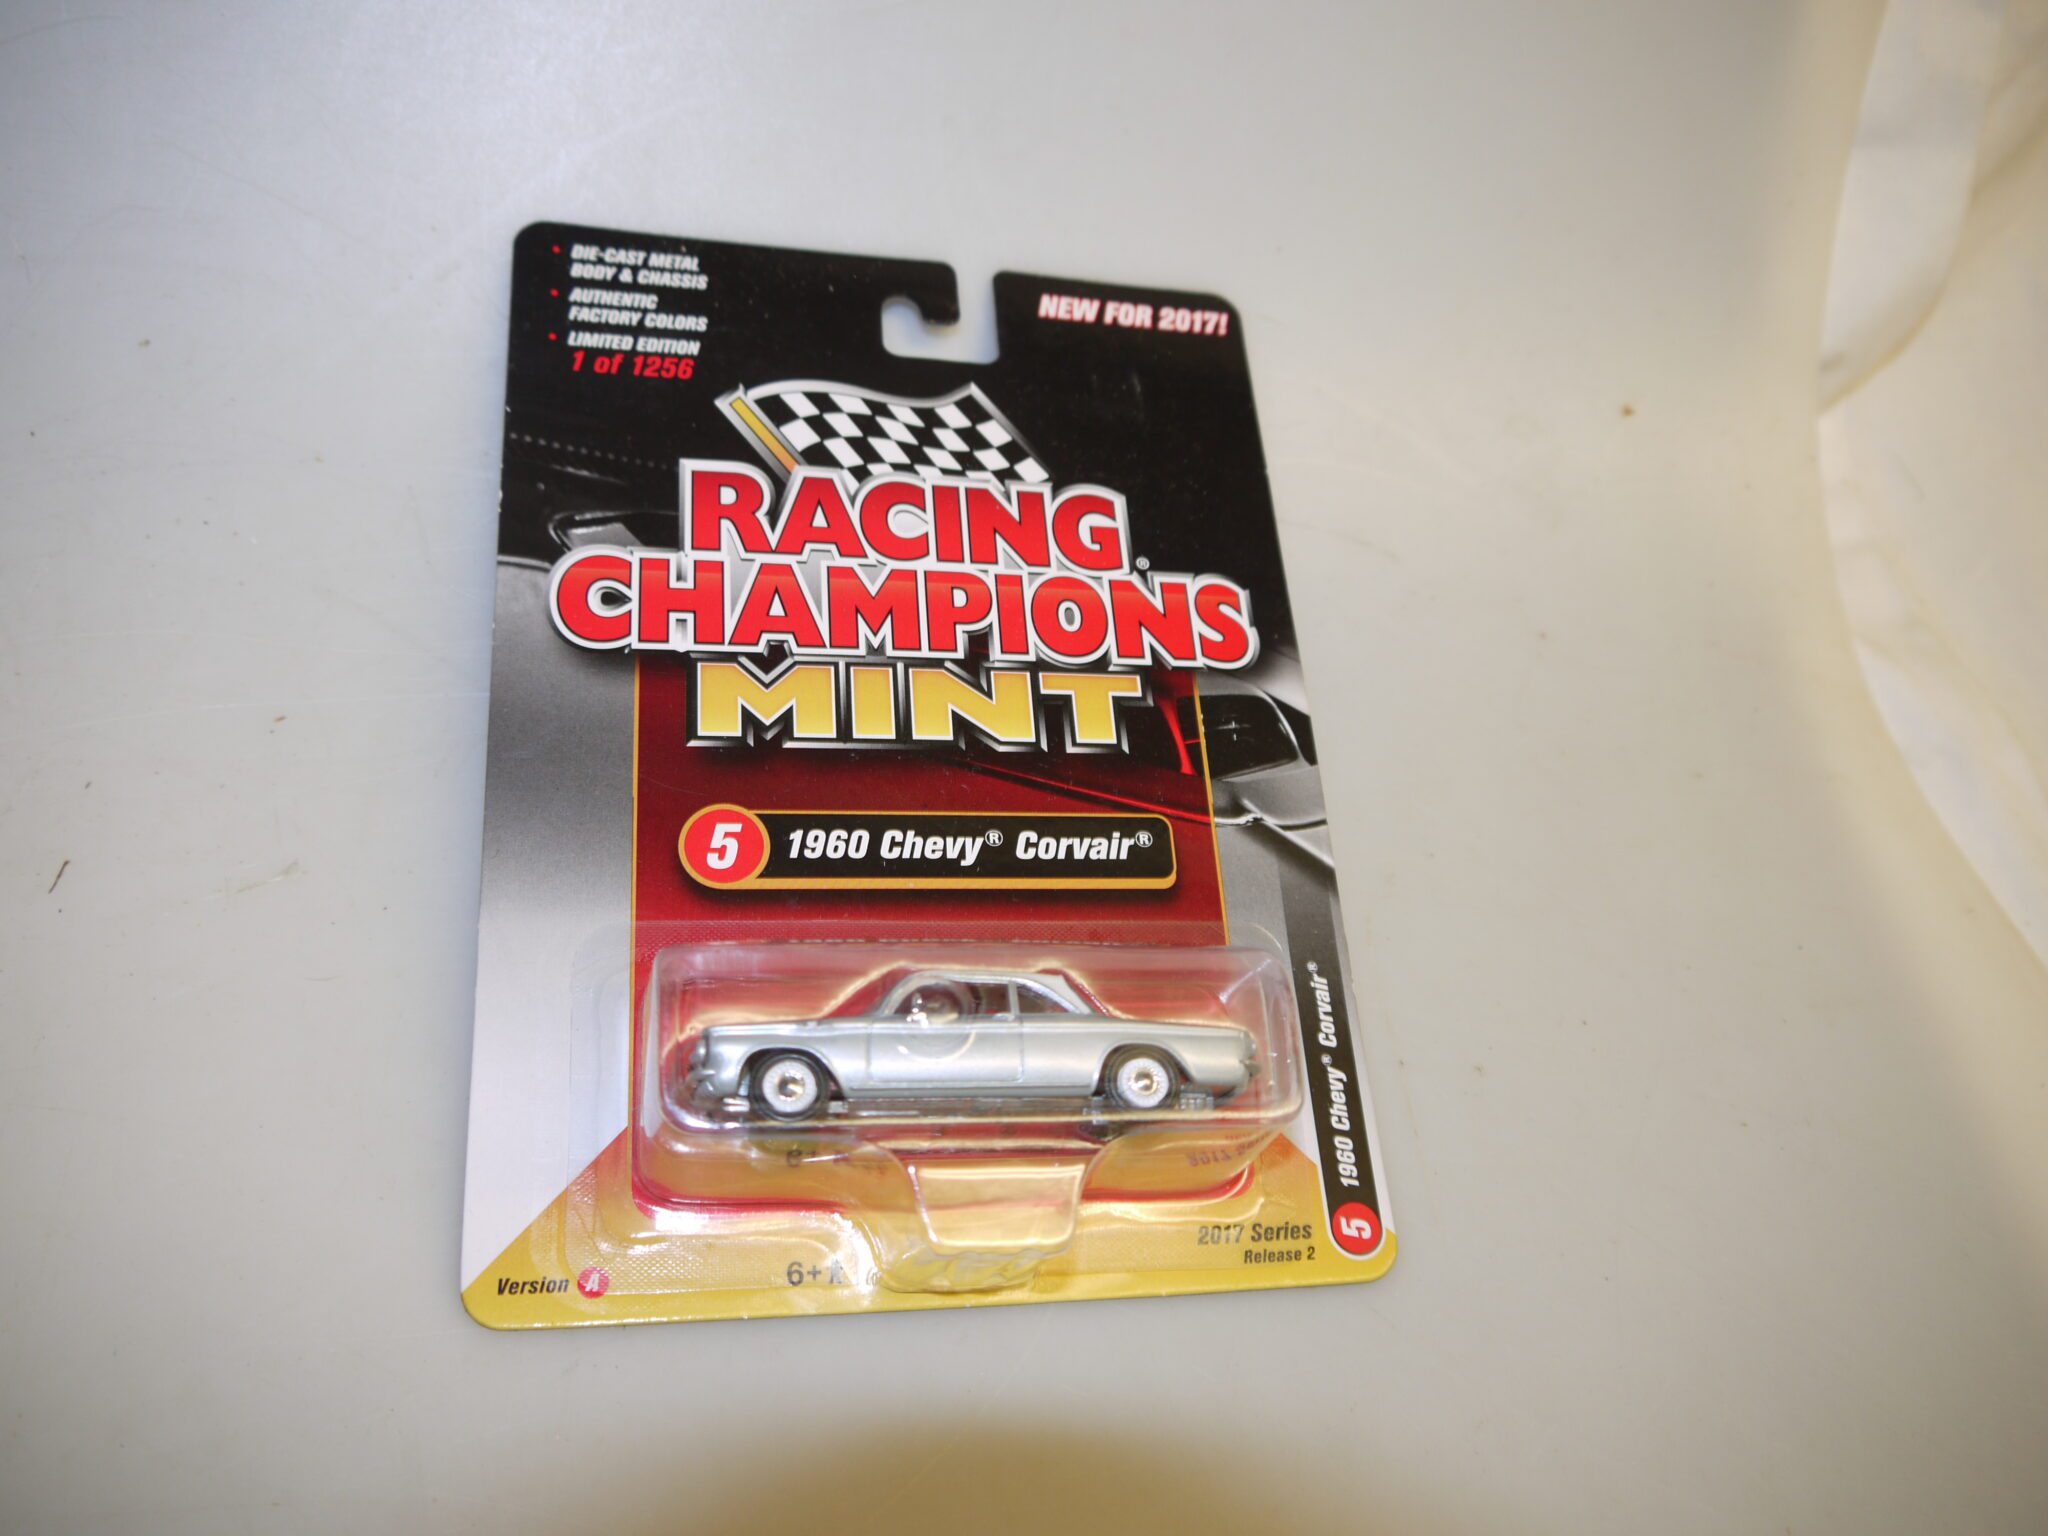 • DIE-CAST METAL
BODY & CHASSIS
• AUTHENTIC
FACTORY COLORS
• LIMITED EDITION
1 of 1256
NEW FOR 2017!
RACING
CHAMPIONS®
MINT
5 1960 Chevy® Corvair®
5 1960 Chevy® Corvair®
2017 Series
Release 2
Version A
6+